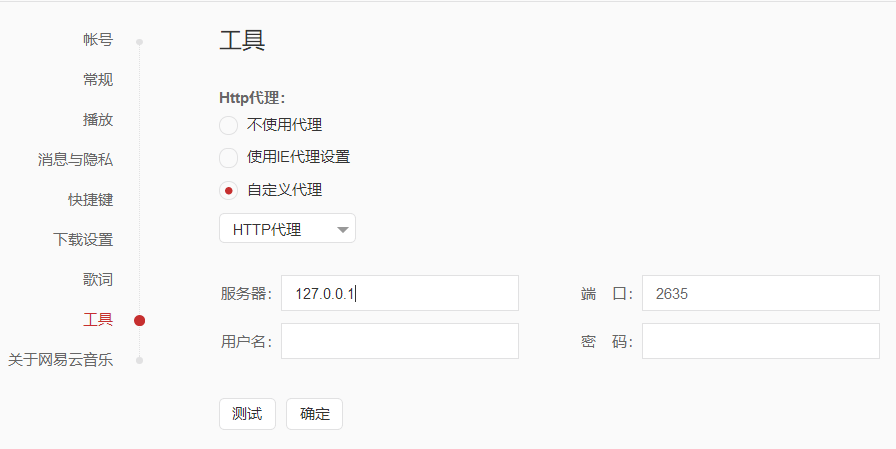 帐号
常规
播放
消息与隐私
快捷键
下载设置
歌词
工具
关于网易云音乐
工具
Http代理：
不使用代理
使用IE代理设置
自定义代理
HTTP代理
服务器： 127.0.0.1 端 口： 2635
用户名： 密 码：
测试 确定